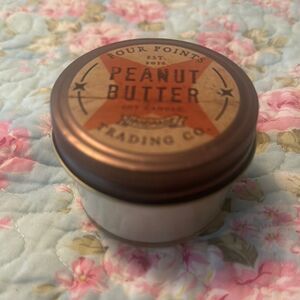 FOUR POINTS
EST.
PEANUT
BUTTER
SOY CANDLE
TRADING CO.